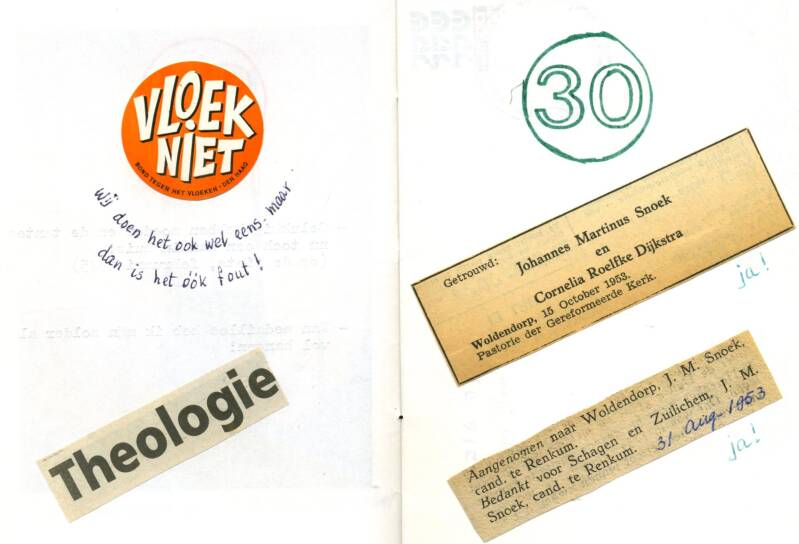 VLOEK
NIET
BOND TEGEN HET VLOEKEN - DEN HAAG
Wij doen het ook wel eens - maar
dan is het óók fout!
Theologie
30
Getrouwd:
Johannes Martinus Snoek
en
Cornelia Roelfke Dijkstra
Woldendorp, 15 October 1953.
Pastorie der Gereformeerde Kerk.
ja!
Aangenomen naar Woldendorp, J. M. Snoek,
cand. te Renkum.
Bedankt voor Schagen en Zuilichem, J. M.
Snoek, cand. te Renkum. 31 Aug-1953
ja!